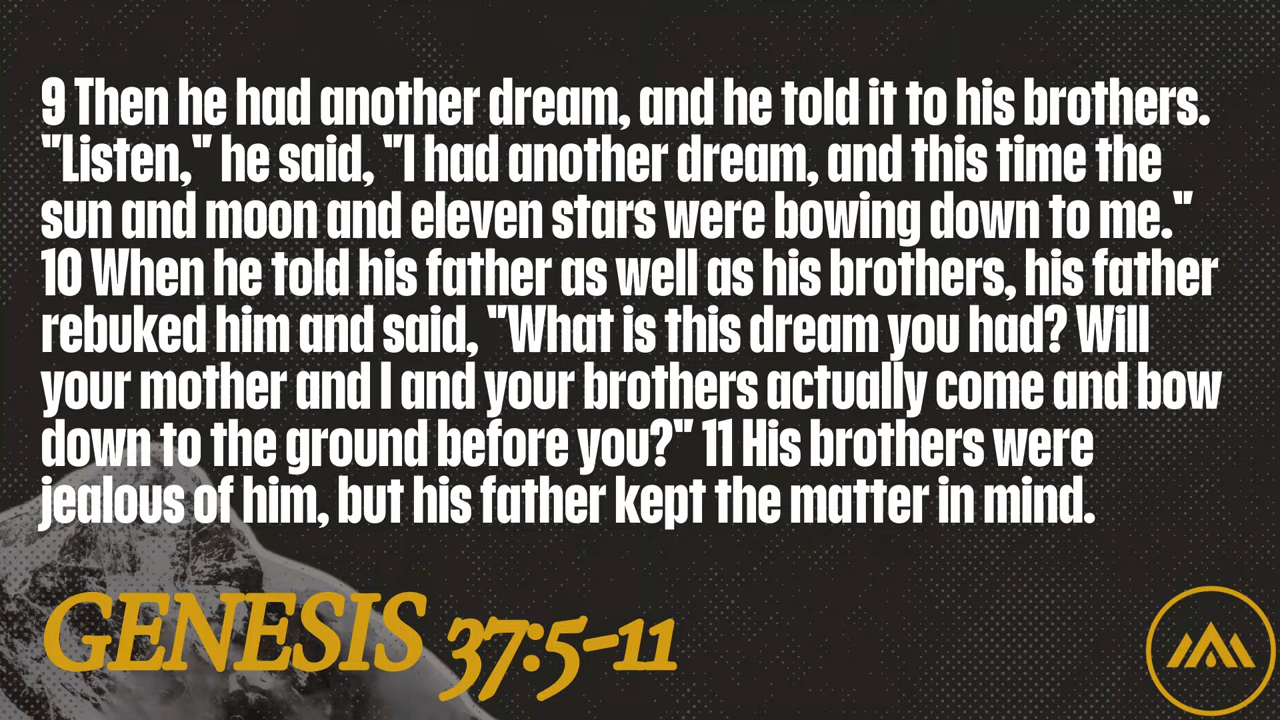 9 Then he had another dream, and he told it to his brothers.
"Listen," he said, "I had another dream, and this time the
sun and moon and eleven stars were bowing down to me."
10 When he told his father as well as his brothers, his father
rebuked him and said, "What is this dream you had? Will
your mother and I and your brothers actually come and bow
down to the ground before you?" 11 His brothers were
jealous of him, but his father kept the matter in mind.
GENESIS 37:5-11